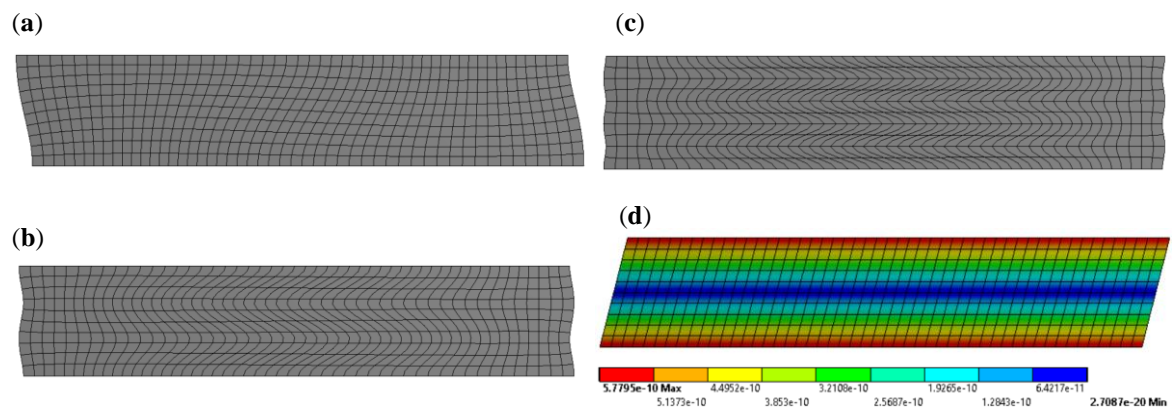 (a)
(c)
(b)
(d)
5.7795e-10 Max 4.4952e-10 3.2108e-10 1.9265e-10 6.4217e-11
5.1373e-10 3.853e-10 2.5687e-10 1.2843e-10 2.7087e-20 Min